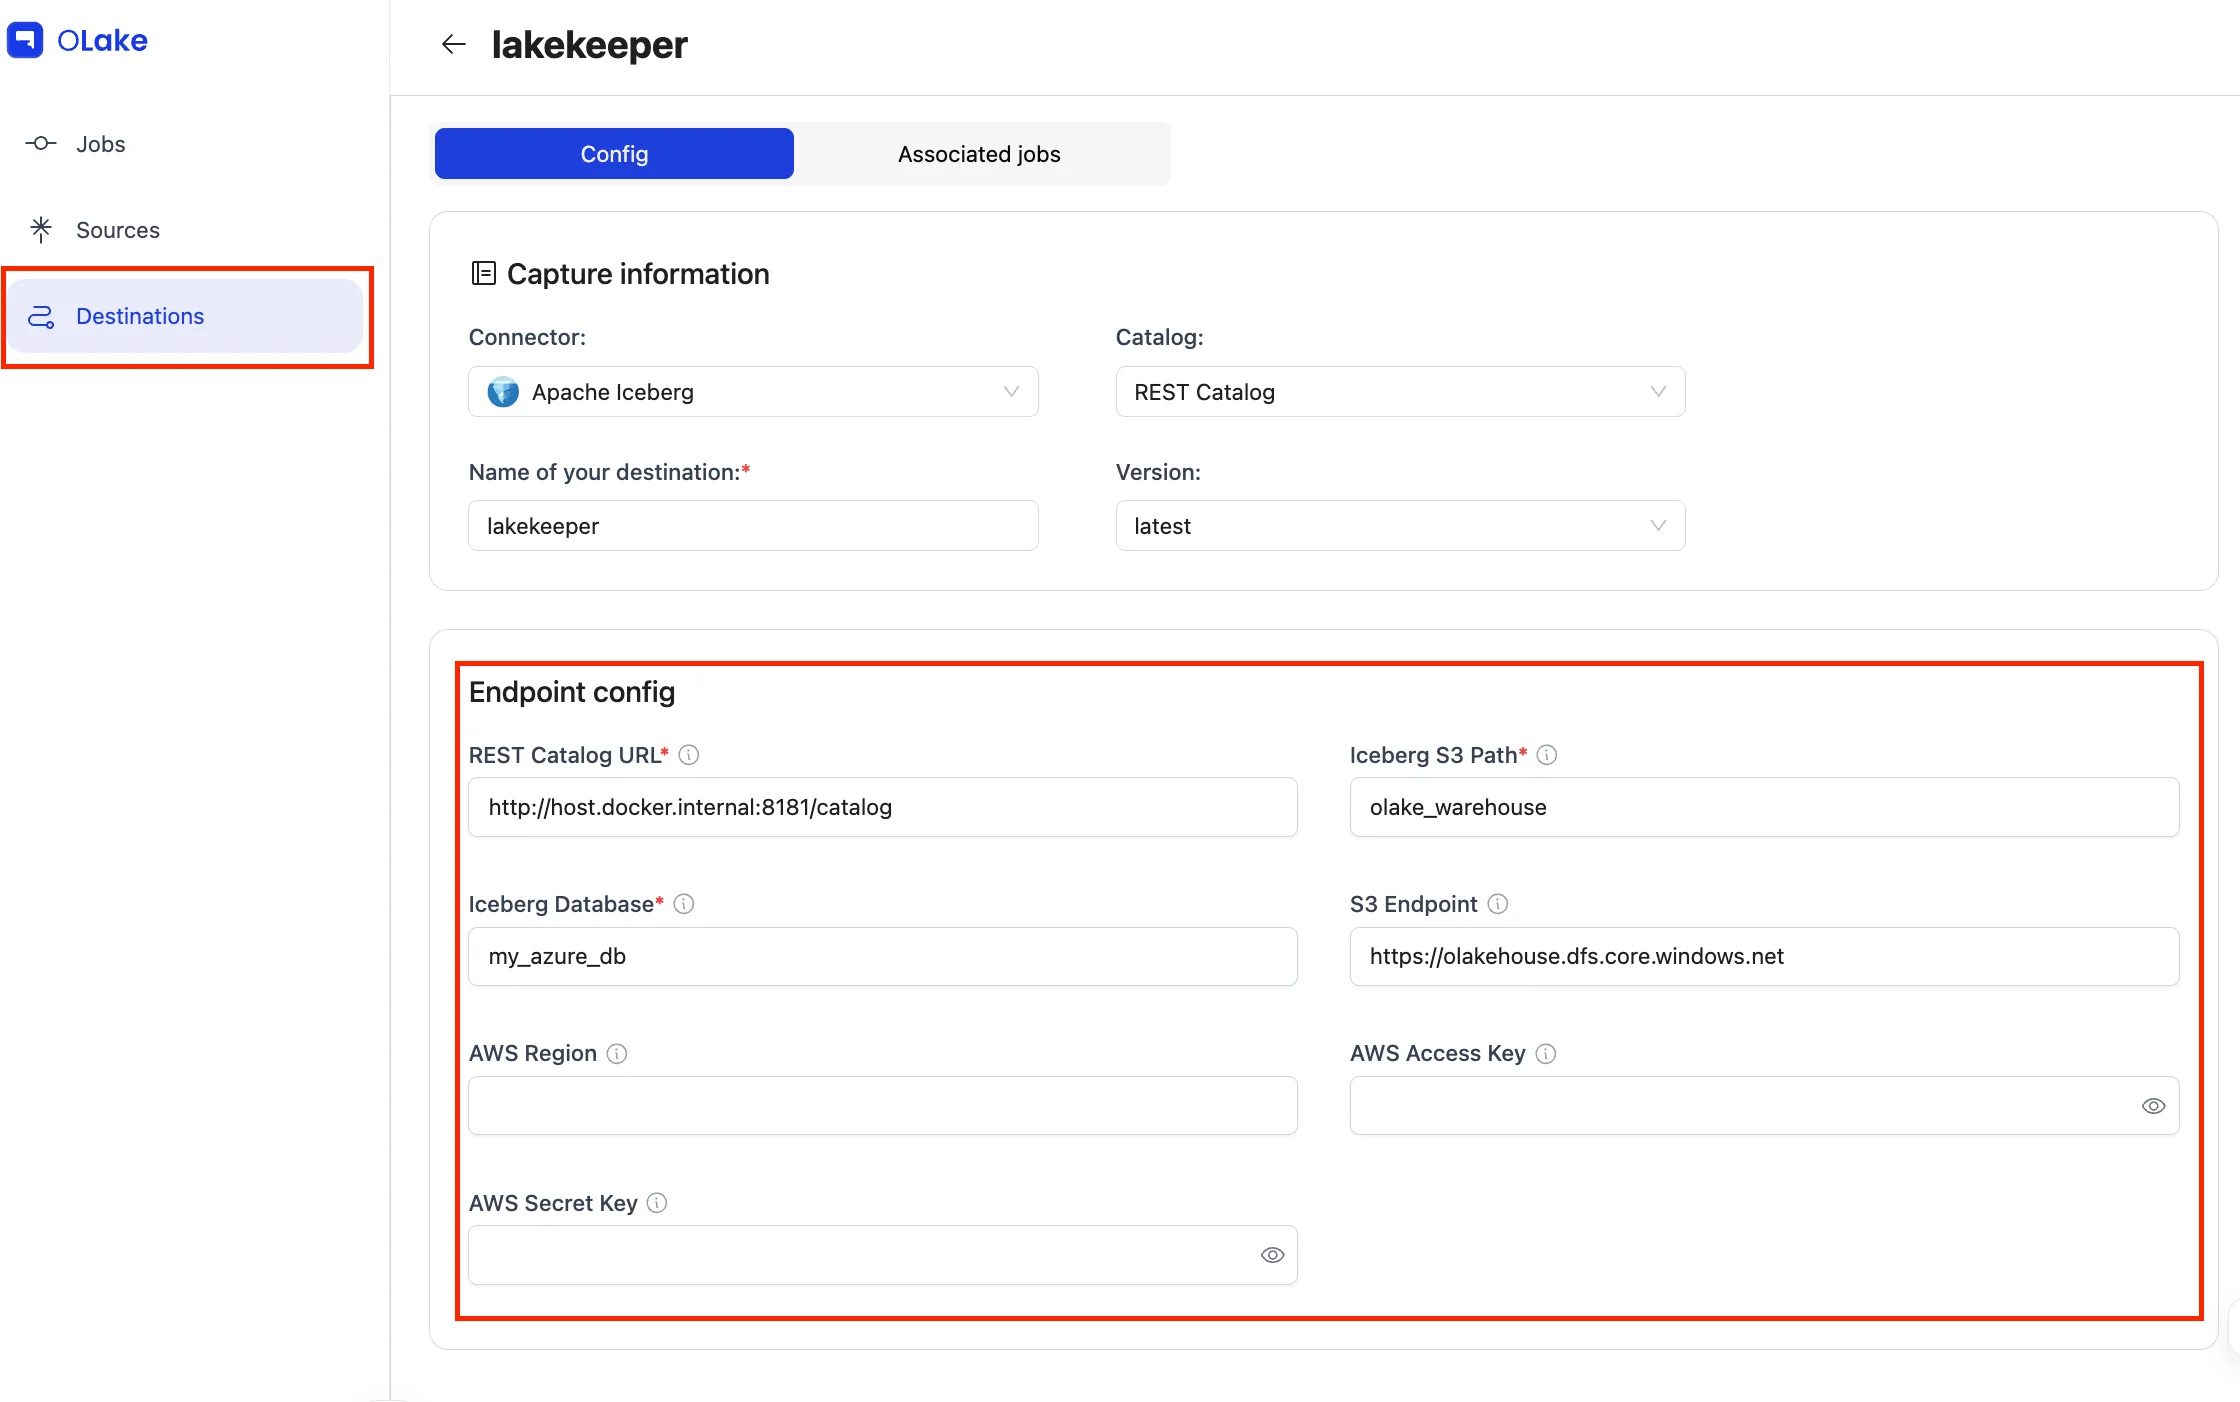 OLake
lakekeeper
Jobs
Sources
Destinations
Config
Associated jobs
Capture information
Connector:
Catalog:
Apache Iceberg
REST Catalog
Name of your destination:*
Version:
lakekeeper
latest
Endpoint config
REST Catalog URL*
Iceberg S3 Path*
http://host.docker.internal:8181/catalog
olake_warehouse
Iceberg Database*
S3 Endpoint
my_azure_db
https://olakehouse.dfs.core.windows.net
AWS Region
AWS Access Key
AWS Secret Key